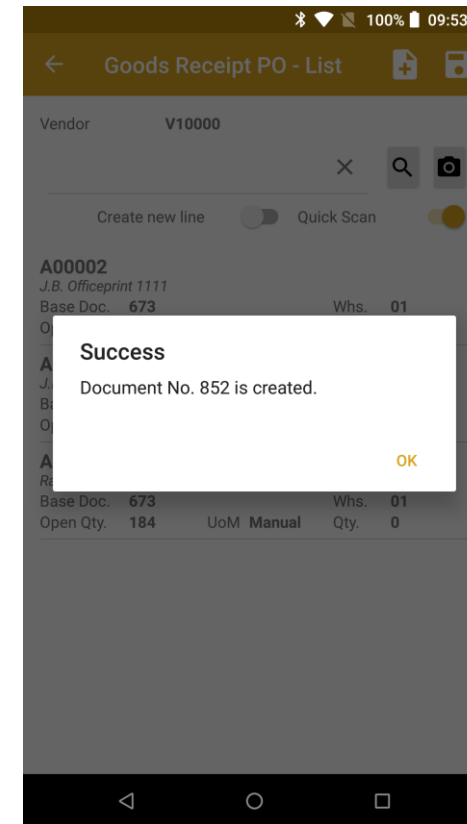 100% 09:53
Goods Receipt PO - List
Vendor V10000
Create new line Quick Scan
A00002
J.B. Officeprint 1111
Base Doc. 673 Whs. 01
Success
Document No. 852 is created.
OK
Base Doc. 673 Whs. 01
Open Qty. 184 UoM Manual Qty. 0